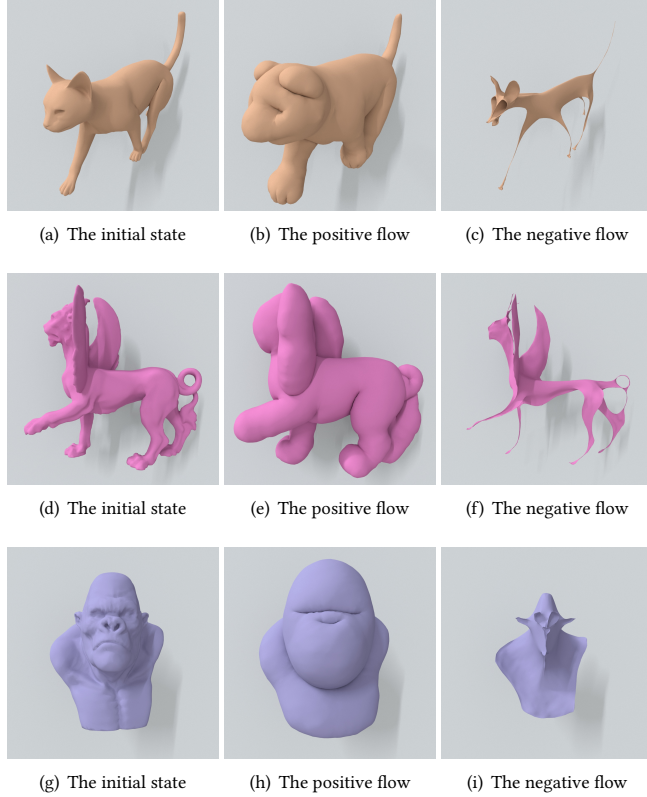 (a) The initial state
(b) The positive flow
(c) The negative flow
(d) The initial state
(e) The positive flow
(f) The negative flow
(g) The initial state
(h) The positive flow
(i) The negative flow